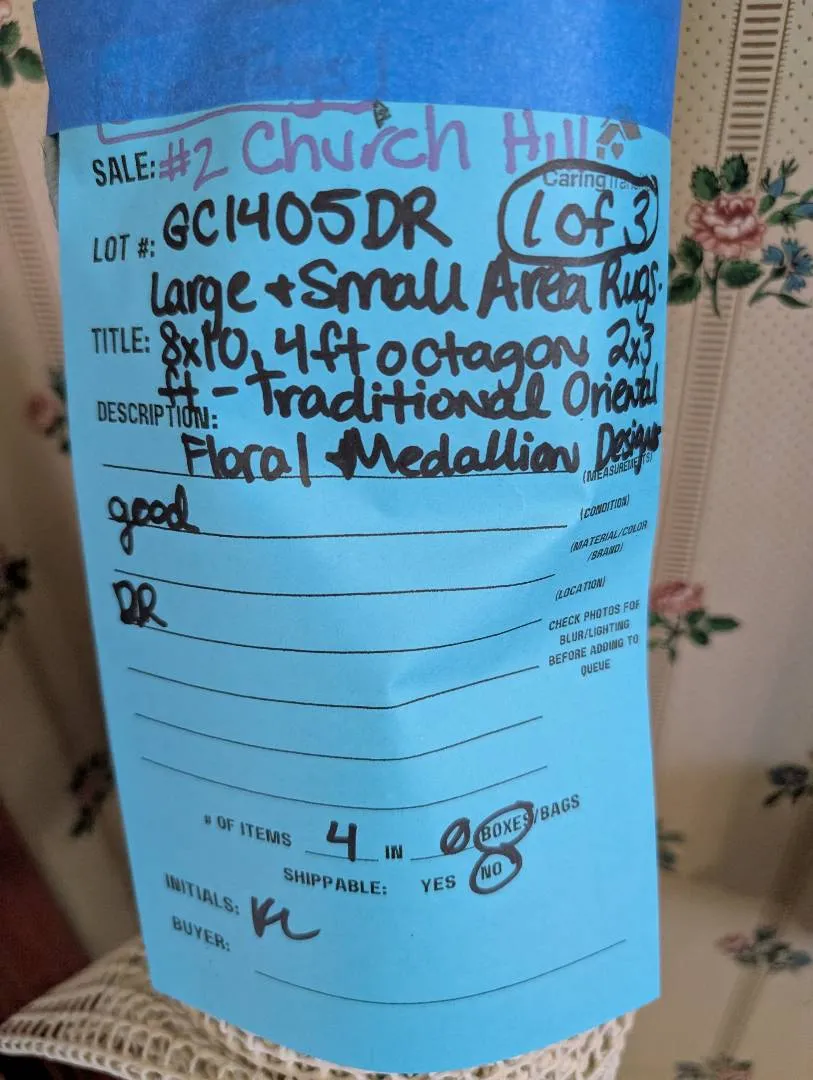 SALE: #2 Church Hill
Caring
LOT #: GC1405DR 1 of 3
Large + Small Area Rugs.
TITLE: 8x10, 4ft octagon 2x3
ft - Traditional Oriental
DESCRIPTION:
Floral + Medallion Designs
(MEASUREMENTS)
good
(CONDITION)
(MATERIAL/COLOR
/BRAND)
DR
(LOCATION)
CHECK PHOTOS FOR
BLUR/LIGHTING
BEFORE ADDING TO
QUEUE
# OF ITEMS 4 IN 0 BOXES/BAGS
SHIPPABLE: YES NO
INITIALS: KL
BUYER: